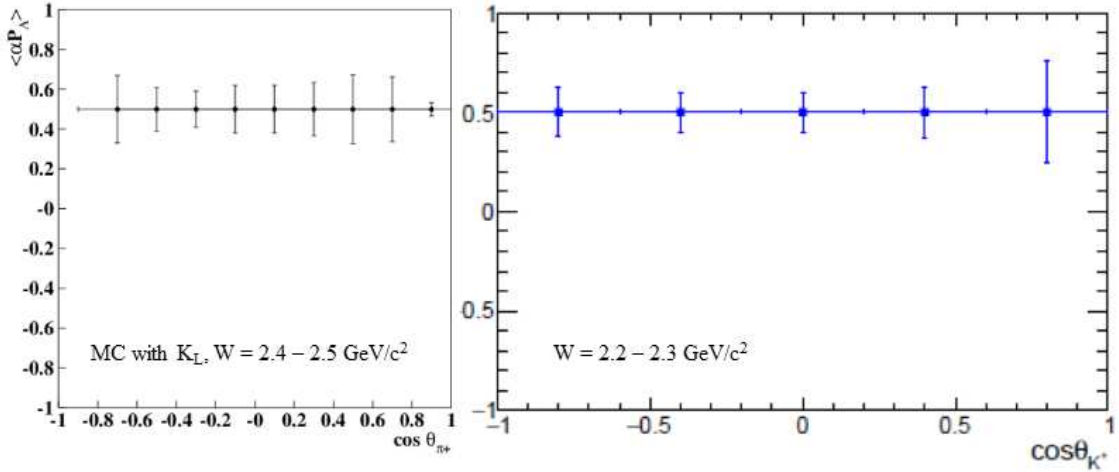 <αP_Λ>
1
0.8
0.6
0.4
0.2
-0
-0.2
-0.4
-0.6
-0.8
-1
MC with K_L, W = 2.4 – 2.5 GeV/c²
-1 -0.8 -0.6 -0.4 -0.2 -0 0.2 0.4 0.6 0.8 1
cos θ_π+
1
0.5
0
0.5
−1
W = 2.2 – 2.3 GeV/c²
−1 −0.5 0 0.5 1
cosθ_K⁺